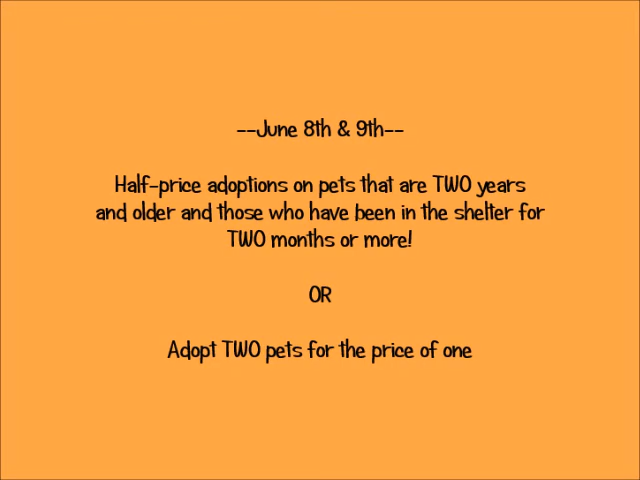 --June 8th & 9th--
Half-price adoptions on pets that are TWO years
and older and those who have been in the shelter for
TWO months or more!
OR
Adopt TWO pets for the price of one